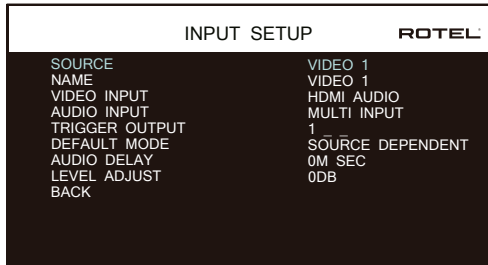 INPUT SETUP ROTEL
SOURCE VIDEO 1
NAME VIDEO 1
VIDEO INPUT HDMI AUDIO
AUDIO INPUT MULTI INPUT
TRIGGER OUTPUT 1 _ _
DEFAULT MODE SOURCE DEPENDENT
AUDIO DELAY 0M SEC
LEVEL ADJUST 0DB
BACK